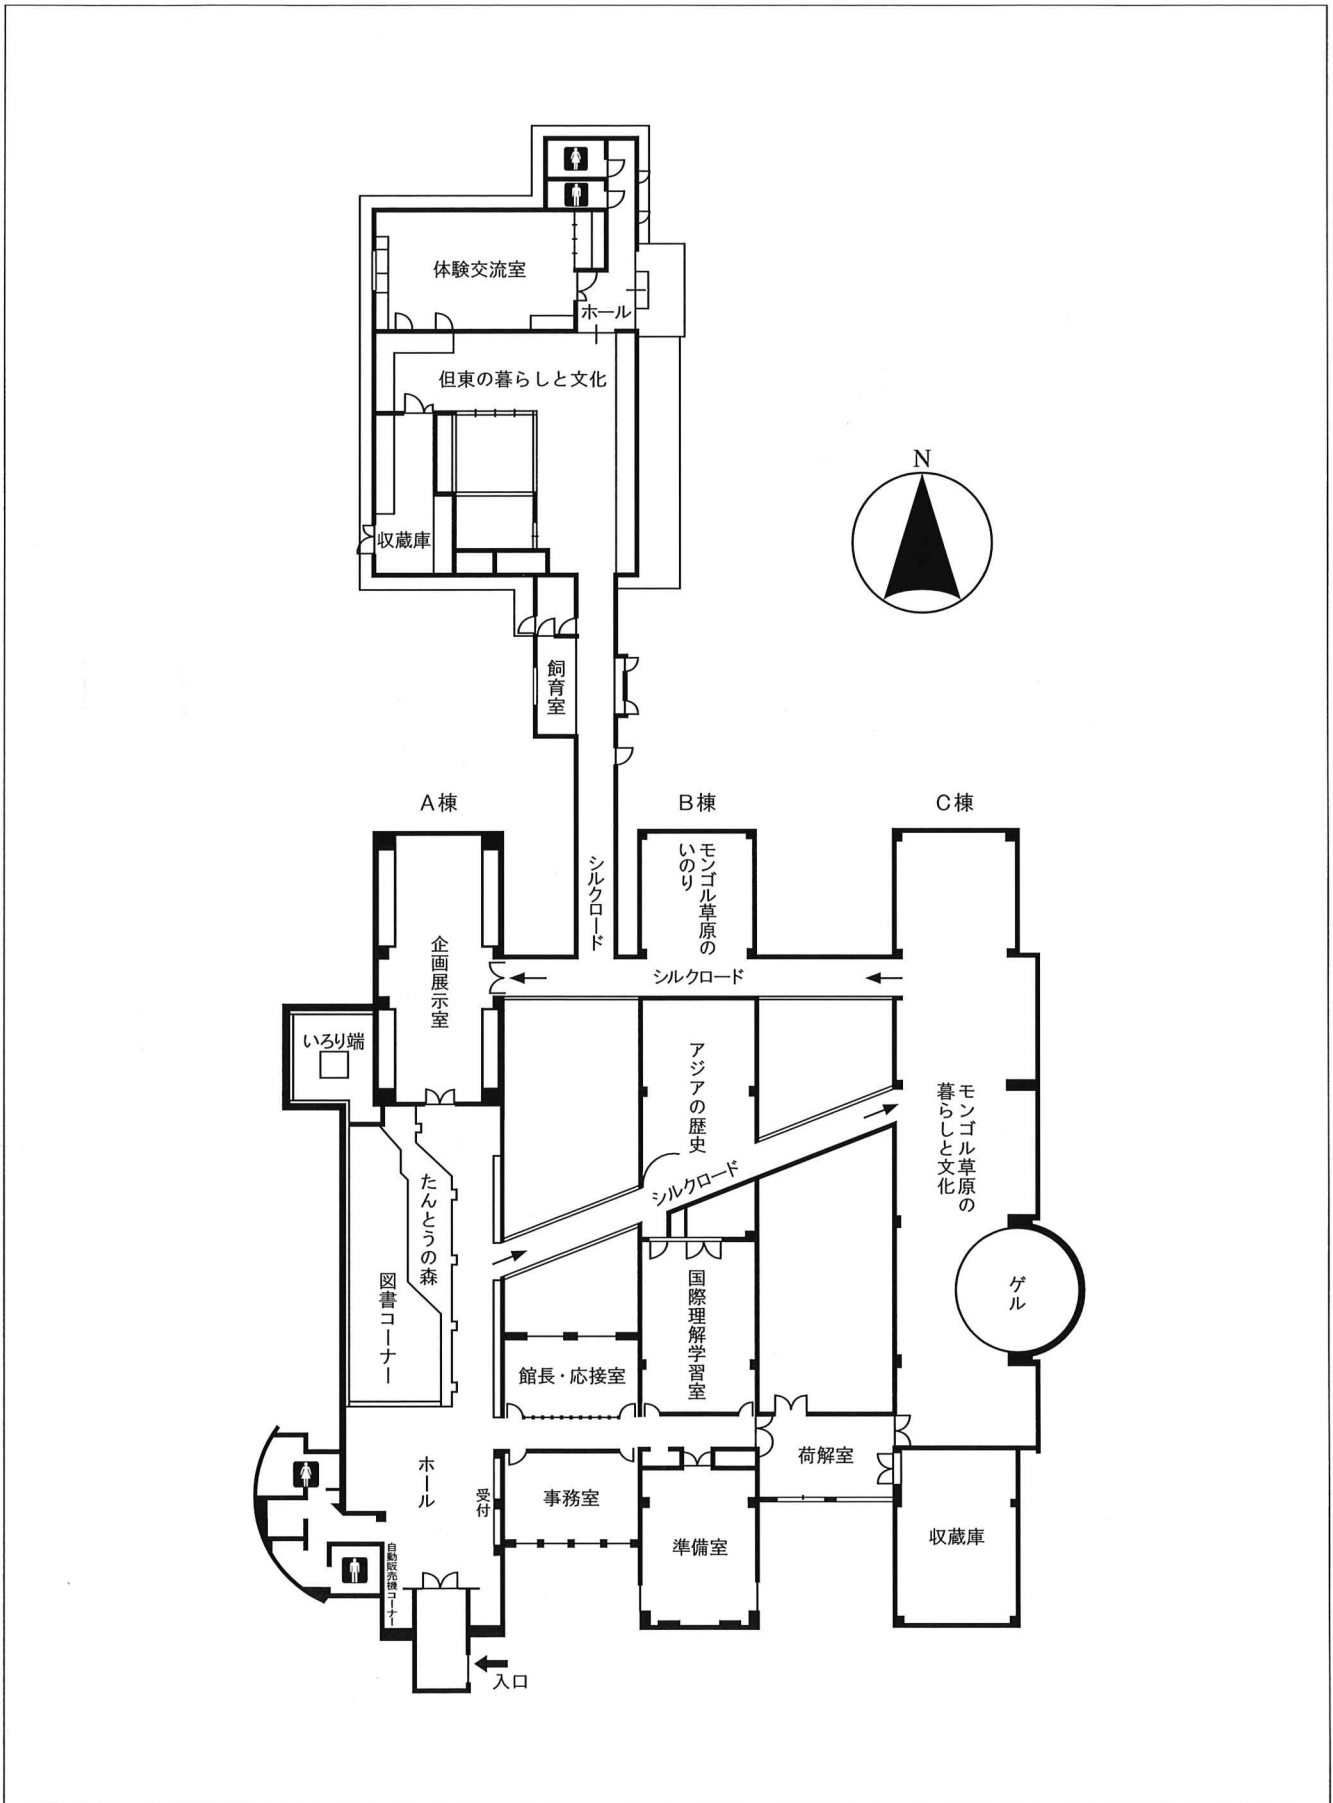 体験交流室
ホール
但東の暮らしと文化
収蔵庫
N
飼育室
A棟
B棟
C棟
シルクロード
モンゴル草原の
いのり
企画展示室
シルクロード
いろり端
アジアの歴史
シルクロード
モンゴル草原の
暮らしと文化
たんとうの森
図書コーナー
国際理解学習室
ゲル
館長・応接室
ホール
受付
事務室
荷解室
準備室
収蔵庫
自動販売機コーナー
入口